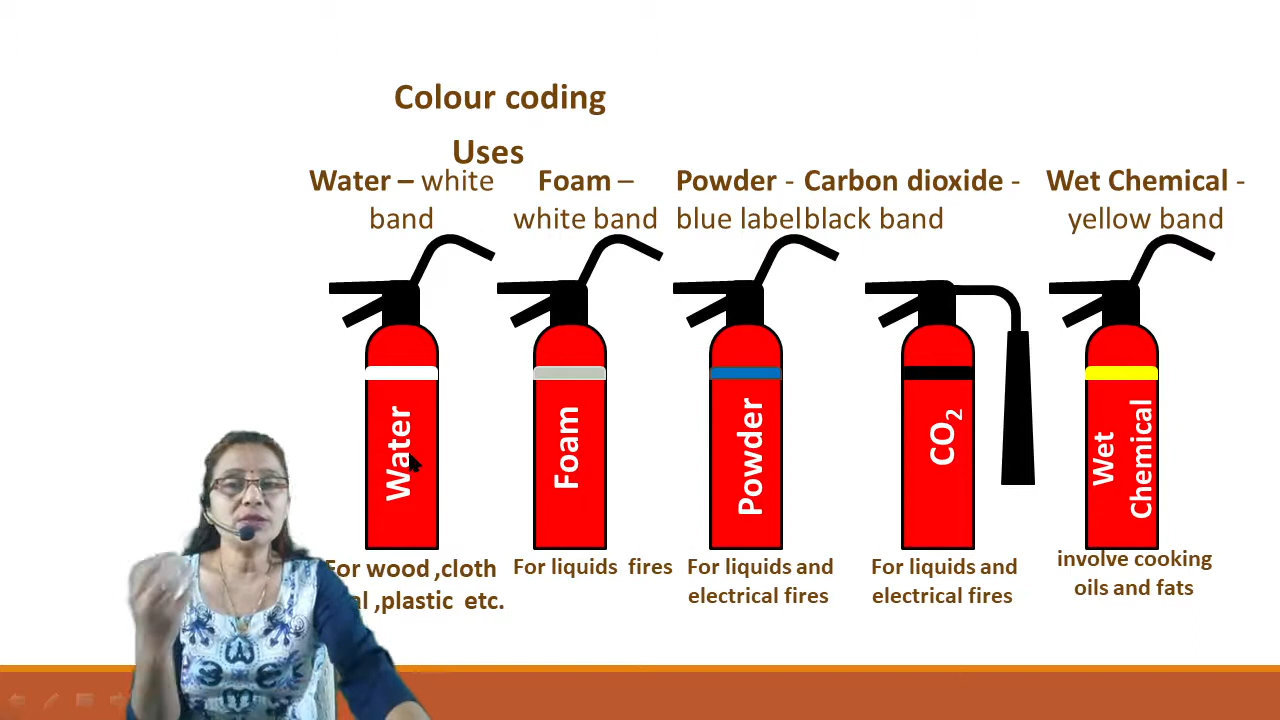 Colour coding
Uses
Water – white
band
Foam –
white band
Powder -
blue label
Carbon dioxide -
black band
Wet Chemical -
yellow band
Water
Foam
Powder
CO₂
Wet
Chemical
For wood ,cloth
,plastic etc.
For liquids fires
For liquids and
electrical fires
For liquids and
electrical fires
involve cooking
oils and fats